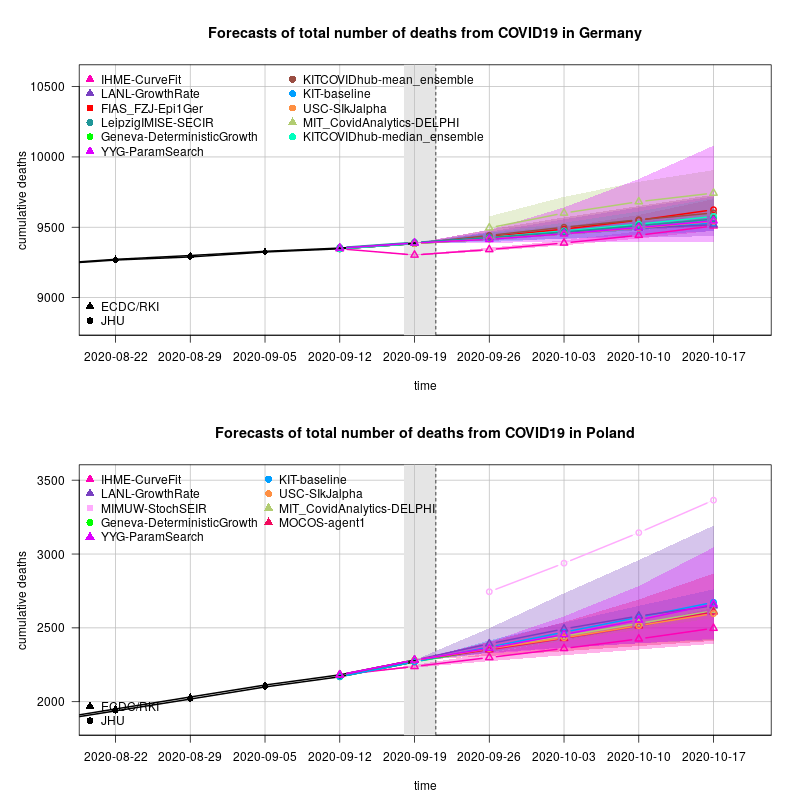 Forecasts of total number of deaths from COVID19 in Germany
cumulative deaths
10500
10000
9500
9000
IHME-CurveFit
LANL-GrowthRate
FIAS_FZJ-Epi1Ger
LeipzigIMISE-SECIR
Geneva-DeterministicGrowth
YYG-ParamSearch
KITCOVIDhub-mean_ensemble
KIT-baseline
USC-SIkJalpha
MIT_CovidAnalytics-DELPHI
KITCOVIDhub-median_ensemble
ECDC/RKI
JHU
2020-08-22 2020-08-29 2020-09-05 2020-09-12 2020-09-19 2020-09-26 2020-10-03 2020-10-10 2020-10-17
time
Forecasts of total number of deaths from COVID19 in Poland
cumulative deaths
3500
3000
2500
2000
IHME-CurveFit
LANL-GrowthRate
MIMUW-StochSEIR
Geneva-DeterministicGrowth
YYG-ParamSearch
KIT-baseline
USC-SIkJalpha
MIT_CovidAnalytics-DELPHI
MOCOS-agent1
ECDC/RKI
JHU
2020-08-22 2020-08-29 2020-09-05 2020-09-12 2020-09-19 2020-09-26 2020-10-03 2020-10-10 2020-10-17
time